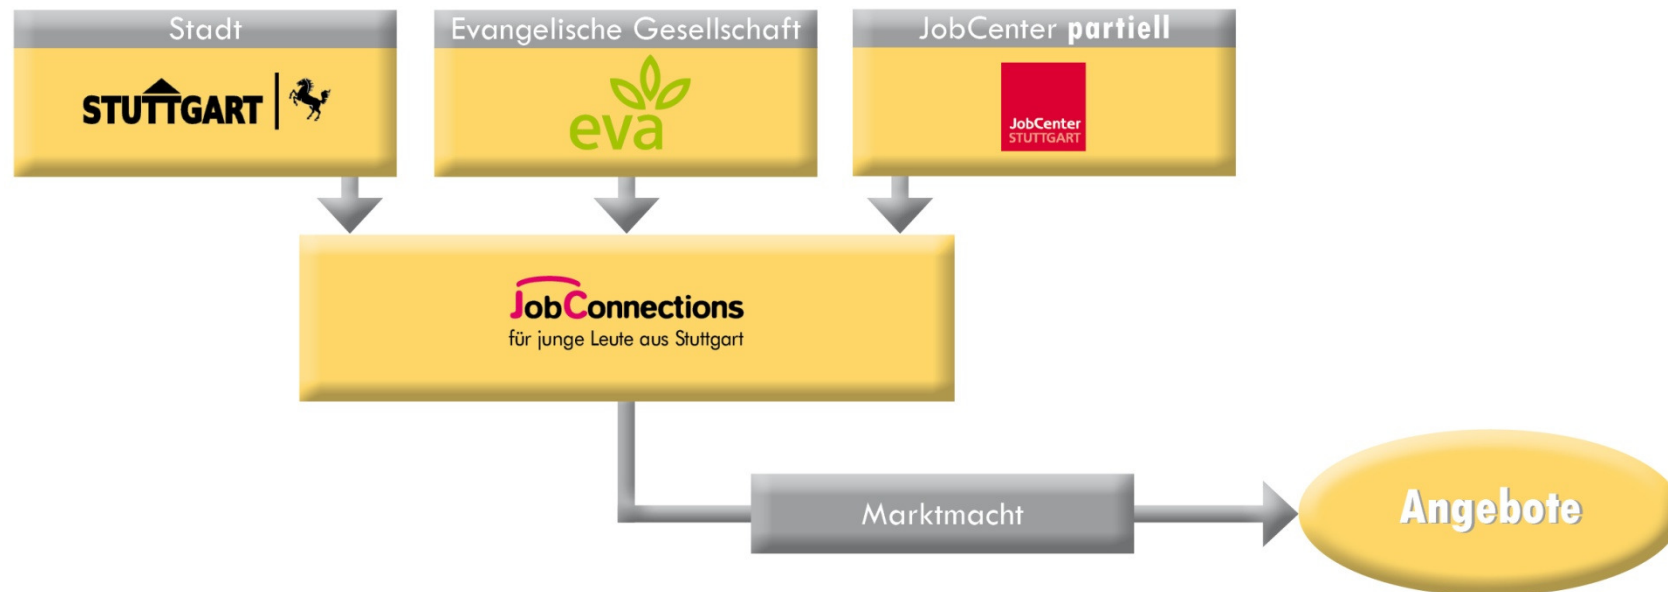 Stadt
STUTTGART
Evangelische Gesellschaft
eva
JobCenter partiell
JobCenter
STUTTGART
JobConnections
für junge Leute aus Stuttgart
Marktmacht
Angebote